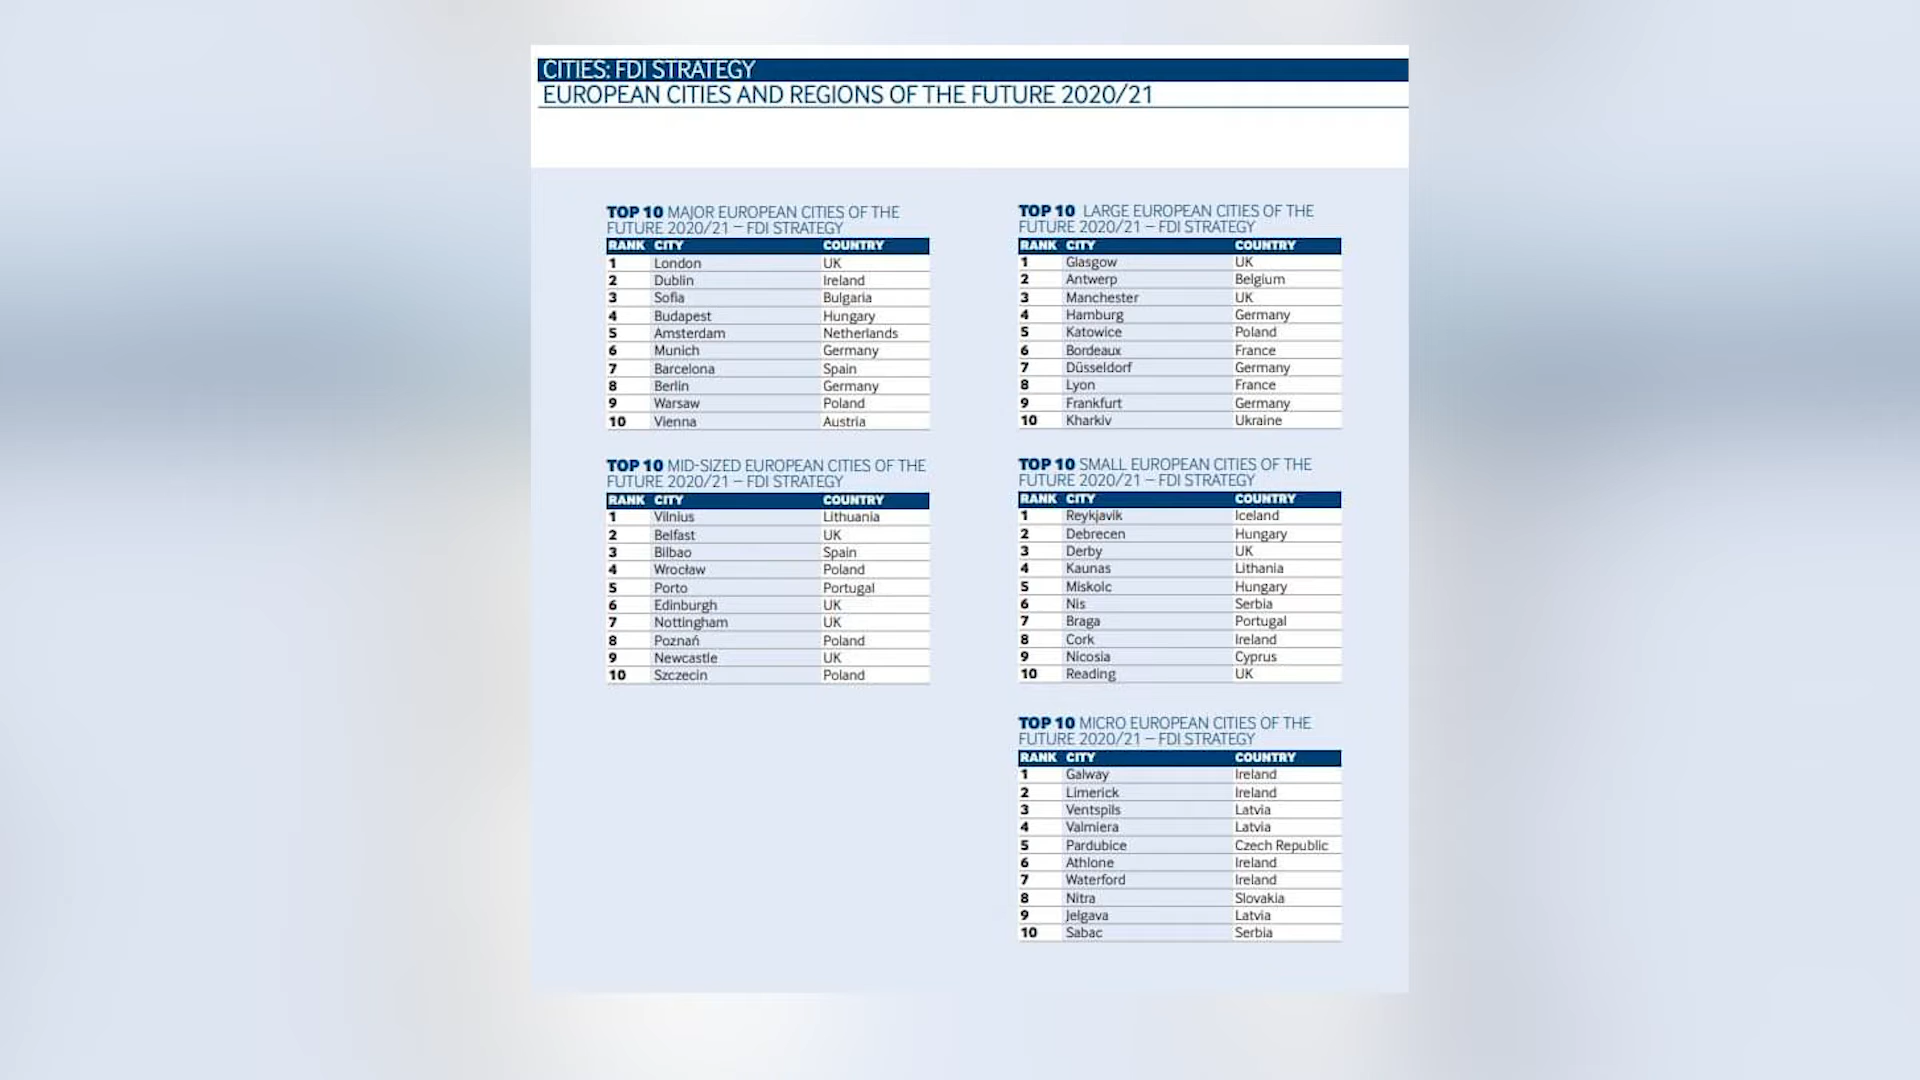 CITIES: FDI STRATEGY
EUROPEAN CITIES AND REGIONS OF THE FUTURE 2020/21
TOP 10 MAJOR EUROPEAN CITIES OF THE
FUTURE 2020/21 – FDI STRATEGY
RANK CITY COUNTRY
1 London UK
2 Dublin Ireland
3 Sofia Bulgaria
4 Budapest Hungary
5 Amsterdam Netherlands
6 Munich Germany
7 Barcelona Spain
8 Berlin Germany
9 Warsaw Poland
10 Vienna Austria
TOP 10 LARGE EUROPEAN CITIES OF THE
FUTURE 2020/21 – FDI STRATEGY
RANK CITY COUNTRY
1 Glasgow UK
2 Antwerp Belgium
3 Manchester UK
4 Hamburg Germany
5 Katowice Poland
6 Bordeaux France
7 Düsseldorf Germany
8 Lyon France
9 Frankfurt Germany
10 Kharkiv Ukraine
TOP 10 MID-SIZED EUROPEAN CITIES OF THE
FUTURE 2020/21 – FDI STRATEGY
RANK CITY COUNTRY
1 Vilnius Lithuania
2 Belfast UK
3 Bilbao Spain
4 Wrocław Poland
5 Porto Portugal
6 Edinburgh UK
7 Nottingham UK
8 Poznań Poland
9 Newcastle UK
10 Szczecin Poland
TOP 10 SMALL EUROPEAN CITIES OF THE
FUTURE 2020/21 – FDI STRATEGY
RANK CITY COUNTRY
1 Reykjavik Iceland
2 Debrecen Hungary
3 Derby UK
4 Kaunas Lithania
5 Miskolc Hungary
6 Nis Serbia
7 Braga Portugal
8 Cork Ireland
9 Nicosia Cyprus
10 Reading UK
TOP 10 MICRO EUROPEAN CITIES OF THE
FUTURE 2020/21 – FDI STRATEGY
RANK CITY COUNTRY
1 Galway Ireland
2 Limerick Ireland
3 Ventspils Latvia
4 Valmiera Latvia
5 Pardubice Czech Republic
6 Athlone Ireland
7 Waterford Ireland
8 Nitra Slovakia
9 Jelgava Latvia
10 Sabac Serbia